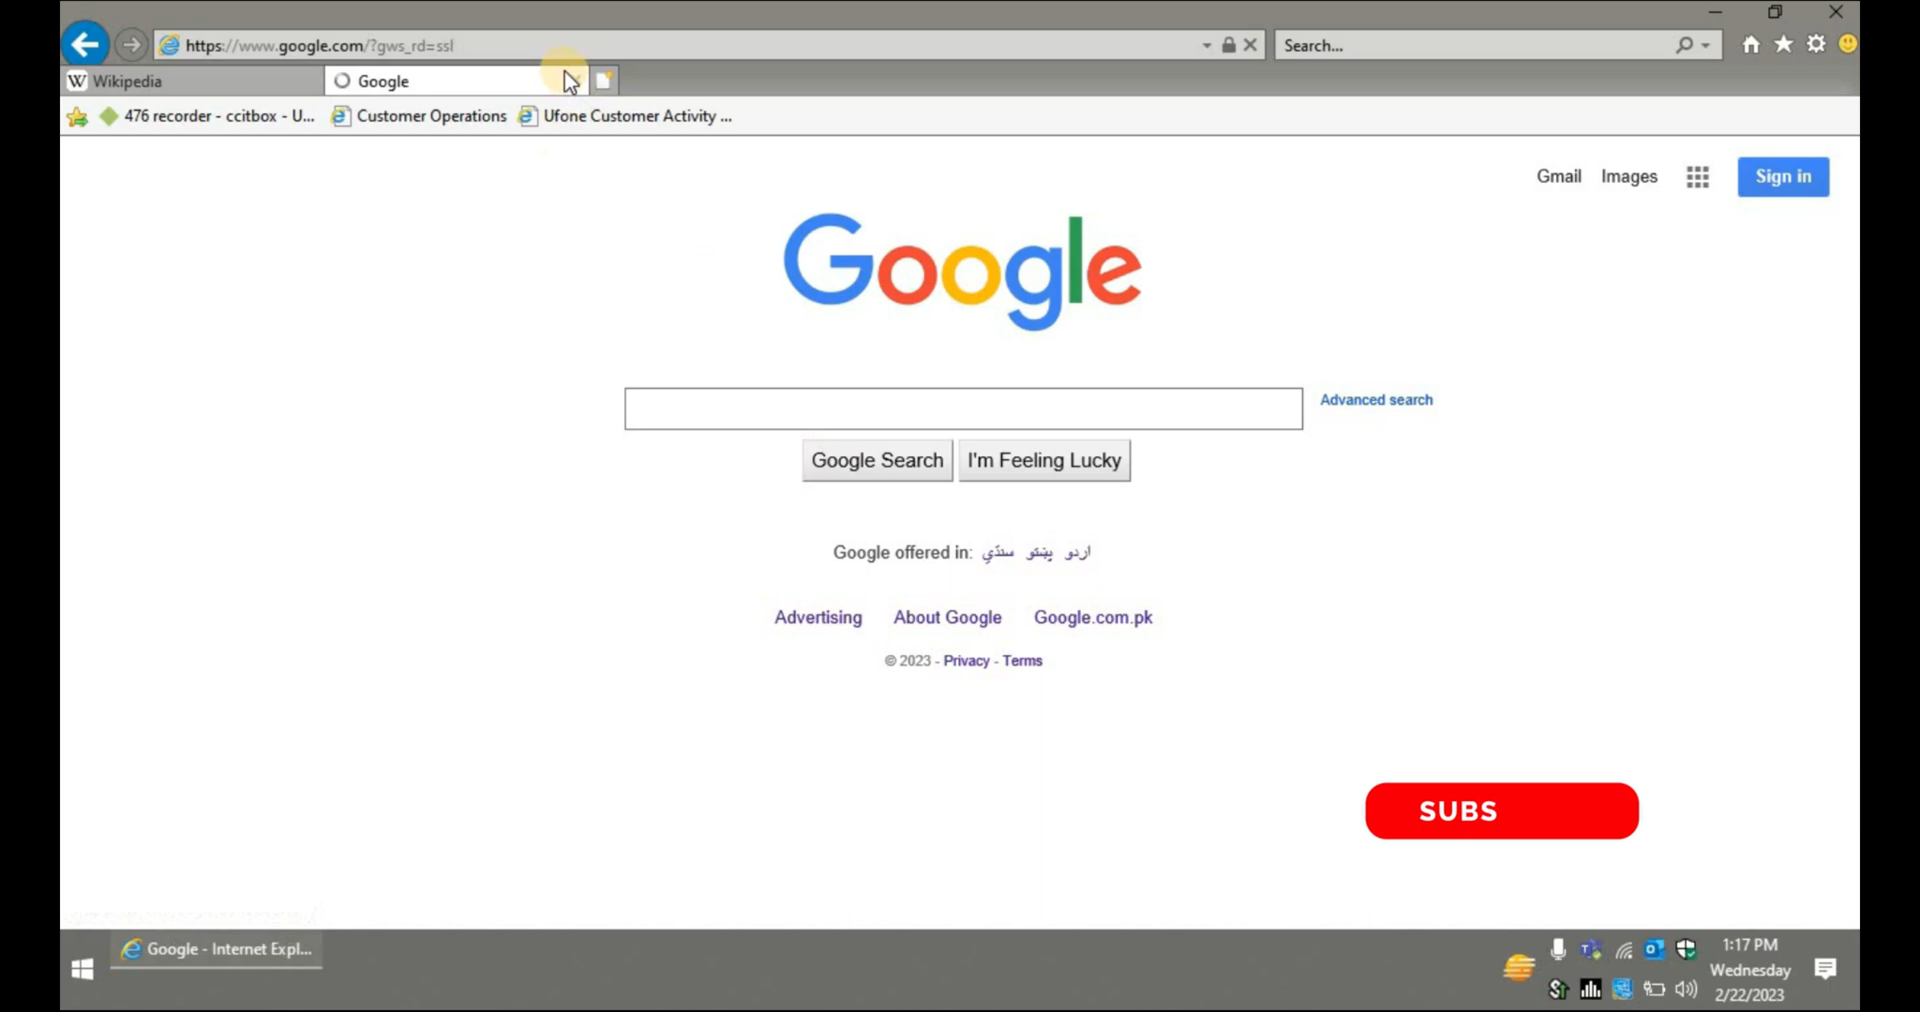 https://www.google.com/?gws_rd=ssl
Search...
W Wikipedia
Google
476 recorder - ccitbox - U...
Customer Operations
Ufone Customer Activity ...
Gmail
Images
Sign in
Google
Advanced search
Google Search
I'm Feeling Lucky
Google offered in: اردو پښتو سنڌي
Advertising
About Google
Google.com.pk
© 2023 - Privacy - Terms
SUBS
Google - Internet Expl...
1:17 PM
Wednesday
2/22/2023